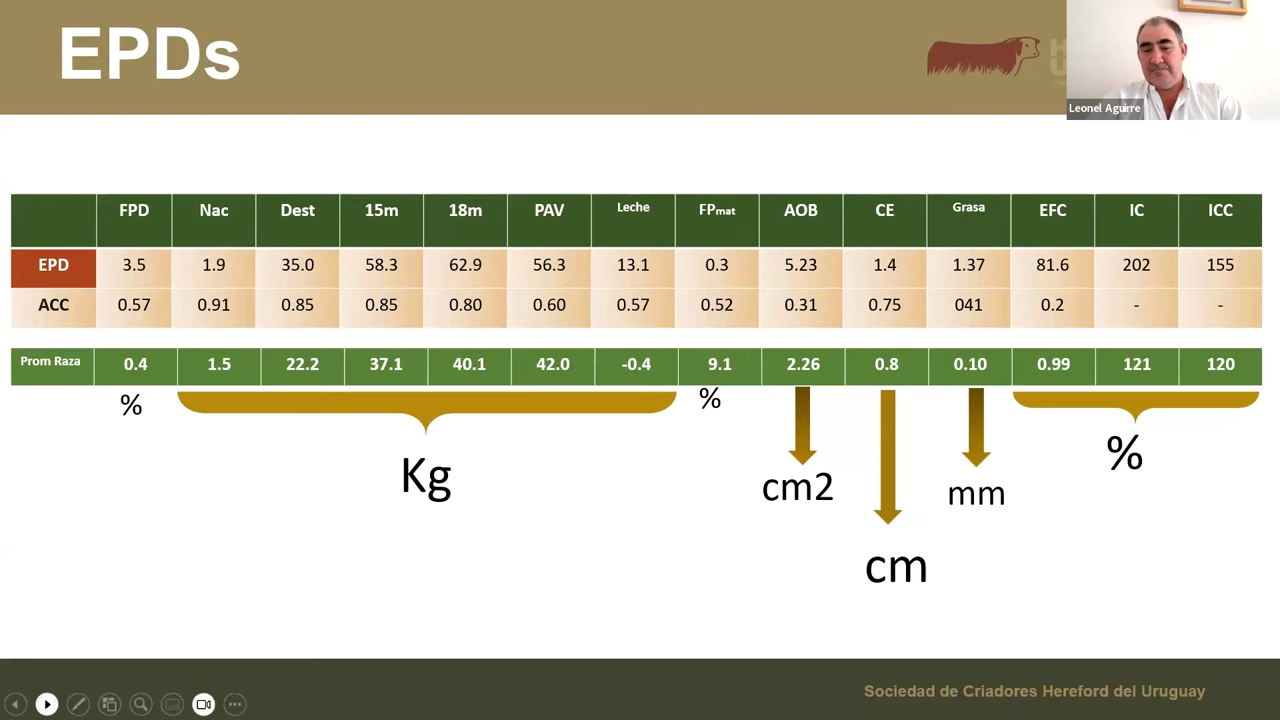 EPDs
Leonel Aguirre
FPD Nac Dest 15m 18m PAV Leche FPmat AOB CE Grasa EFC IC ICC
EPD 3.5 1.9 35.0 58.3 62.9 56.3 13.1 0.3 5.23 1.4 1.37 81.6 202 155
ACC 0.57 0.91 0.85 0.85 0.80 0.60 0.57 0.52 0.31 0.75 041 0.2 - -
Prom Raza 0.4 1.5 22.2 37.1 40.1 42.0 -0.4 9.1 2.26 0.8 0.10 0.99 121 120
% %
Kg cm2 mm %
cm
Sociedad de Criadores Hereford del Uruguay